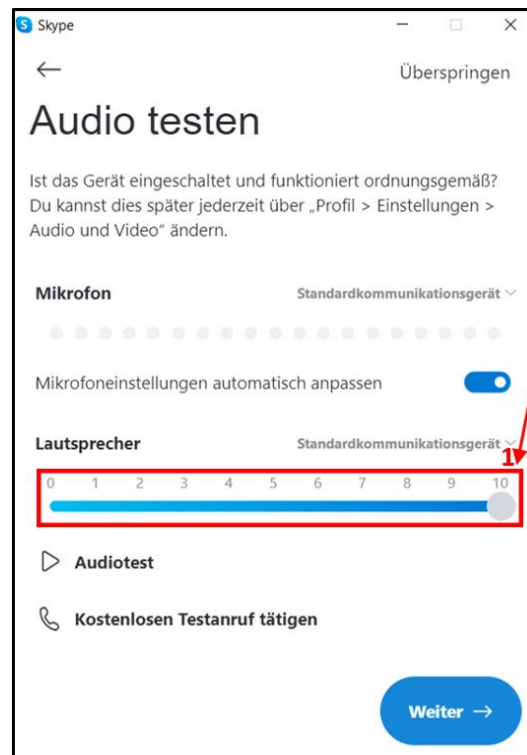 Skype
Überspringen
Audio testen
Ist das Gerät eingeschaltet und funktioniert ordnungsgemäß?
Du kannst dies später jederzeit über „Profil > Einstellungen >
Audio und Video“ ändern.
Mikrofon Standardkommunikationsgerät
Mikrofoneinstellungen automatisch anpassen
Lautsprecher Standardkommunikationsgerät
1
0 1 2 3 4 5 6 7 8 9 10
Audiotest
Kostenlosen Testanruf tätigen
Weiter →